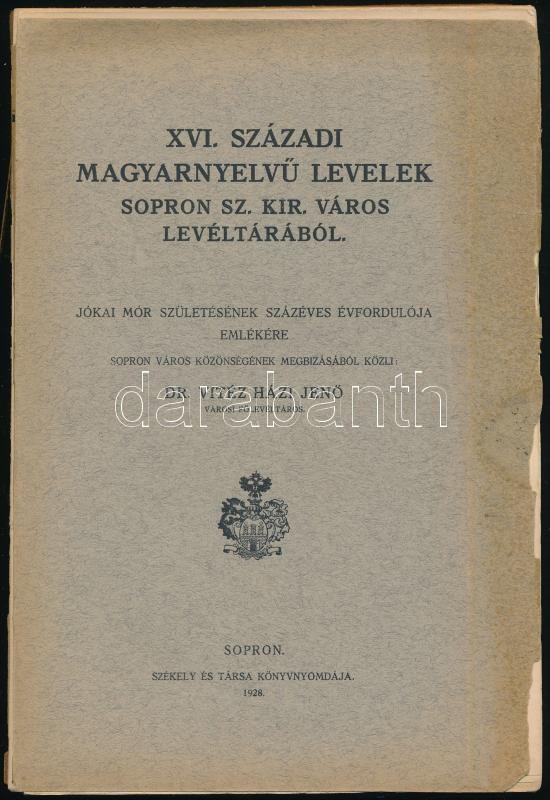 XVI. SZÁZADI
MAGYARNYELVŰ LEVELEK
SOPRON SZ. KIR. VÁROS
LEVÉLTÁRÁBÓL.
JÓKAI MÓR SZÜLETÉSÉNEK SZÁZÉVES ÉVFORDULÓJA
EMLÉKÉRE
SOPRON VÁROS KÖZÖNSÉGÉNEK MEGBIZÁSÁBÓL KÖZLI:
DR. VITÉZ HÁZI JENŐ
darabanth
VÁROSI FŐLEVÉLTÁROS.
SOPRON.
SZÉKELY ÉS TÁRSA KÖNYVNYOMDÁJA.
1928.